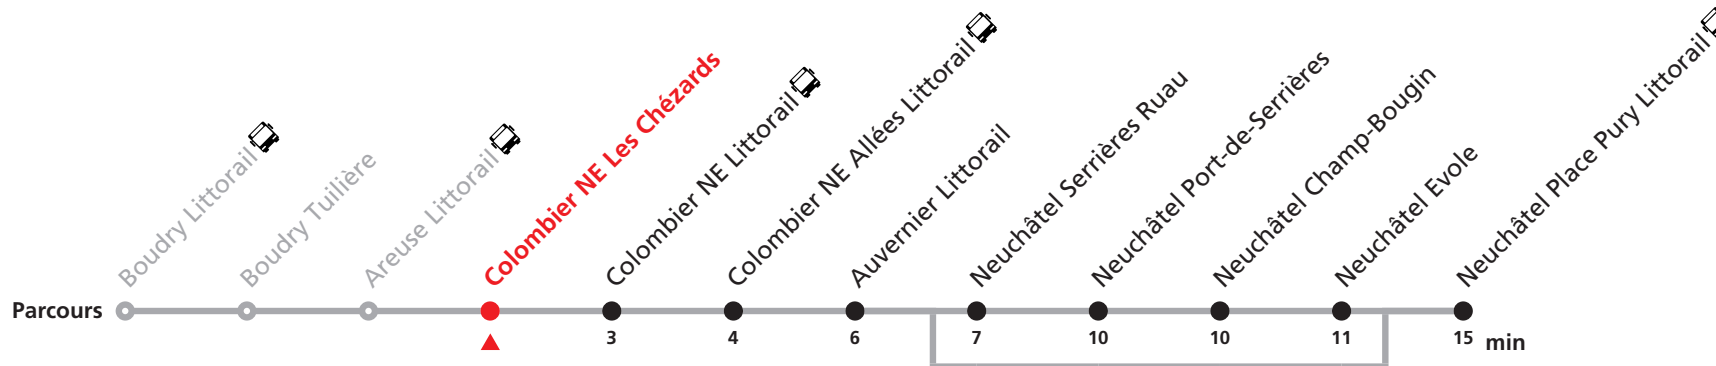 Boudry Littorail
Boudry Tuilière
Areuse Littorail
Colombier NE Les Chézards
Colombier NE Littorail
Colombier NE Allées Littorail
Auvernier Littorail
Neuchâtel Serrières Ruau
Neuchâtel Port-de-Serrières
Neuchâtel Champ-Bougin
Neuchâtel Evole
Neuchâtel Place Pury Littorail
Parcours
3 4 6 7 10 10 11 15 min